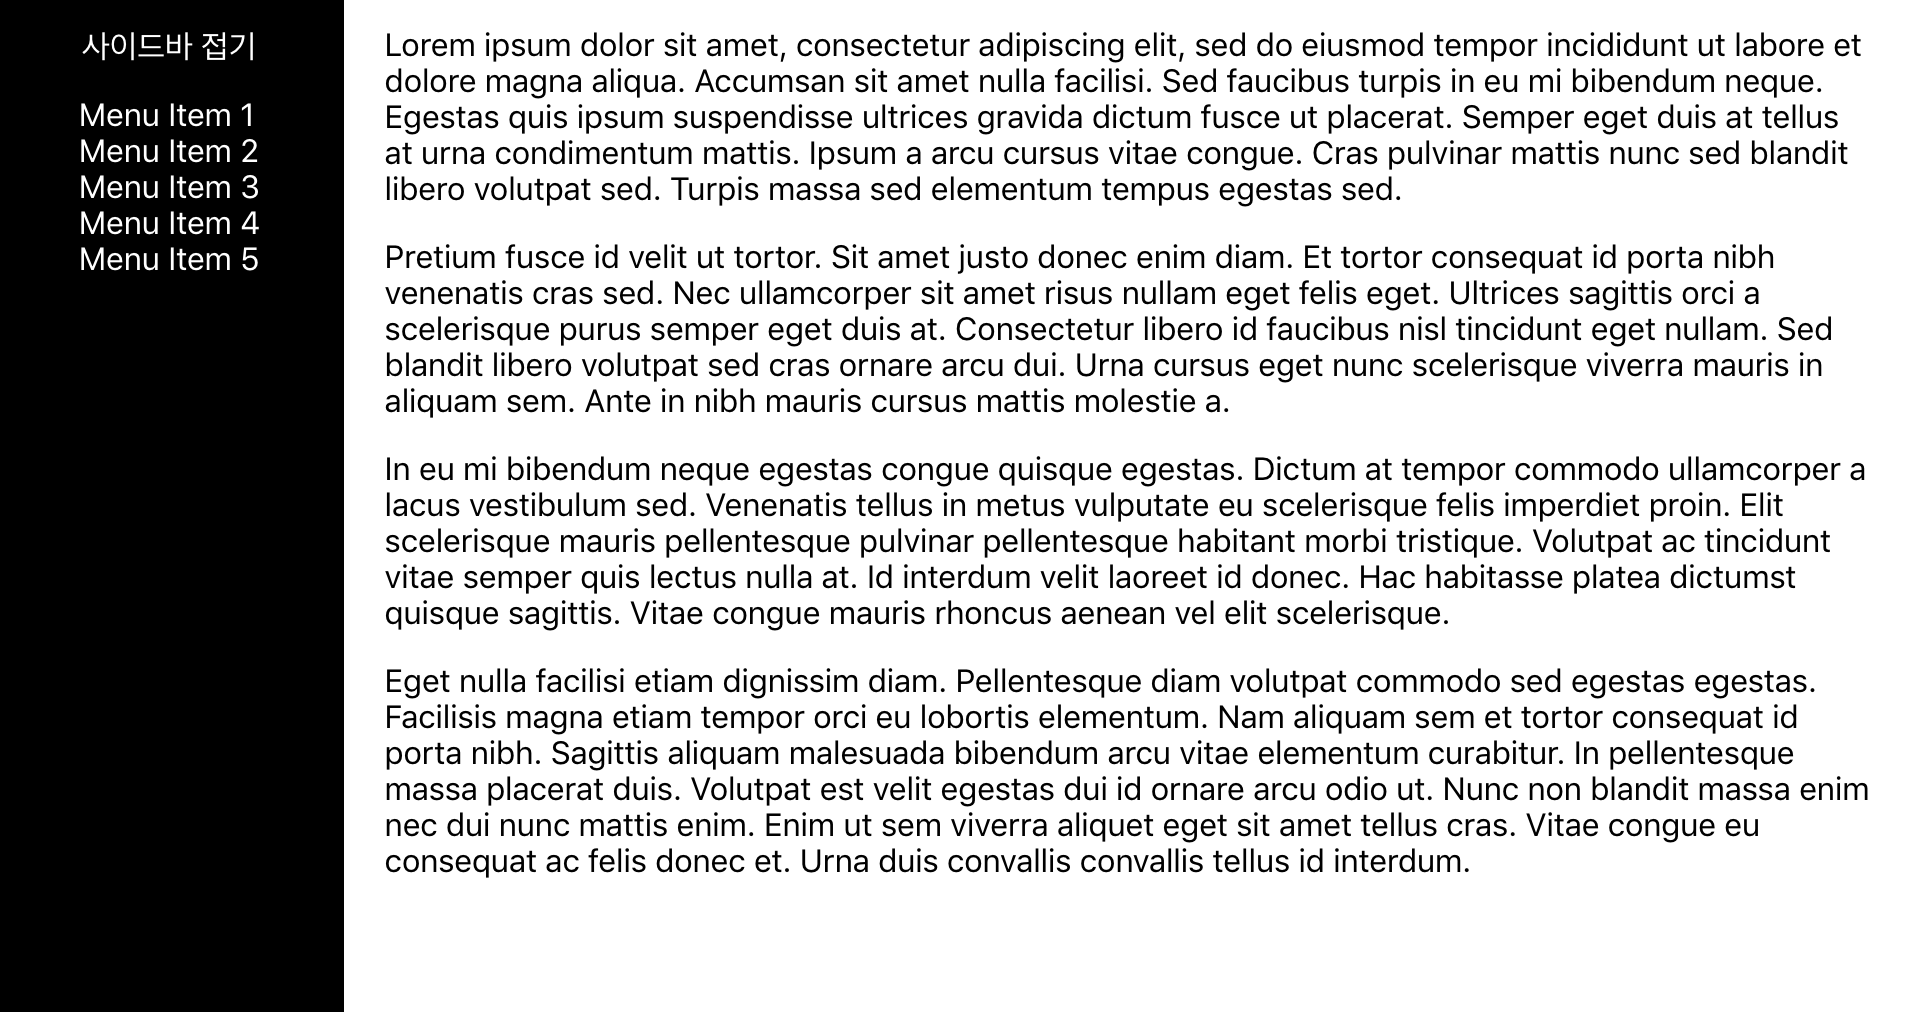 사이드바 접기
Menu Item 1
Menu Item 2
Menu Item 3
Menu Item 4
Menu Item 5
Lorem ipsum dolor sit amet, consectetur adipiscing elit, sed do eiusmod tempor incididunt ut labore et
dolore magna aliqua. Accumsan sit amet nulla facilisi. Sed faucibus turpis in eu mi bibendum neque.
Egestas quis ipsum suspendisse ultrices gravida dictum fusce ut placerat. Semper eget duis at tellus
at urna condimentum mattis. Ipsum a arcu cursus vitae congue. Cras pulvinar mattis nunc sed blandit
libero volutpat sed. Turpis massa sed elementum tempus egestas sed.
Pretium fusce id velit ut tortor. Sit amet justo donec enim diam. Et tortor consequat id porta nibh
venenatis cras sed. Nec ullamcorper sit amet risus nullam eget felis eget. Ultrices sagittis orci a
scelerisque purus semper eget duis at. Consectetur libero id faucibus nisl tincidunt eget nullam. Sed
blandit libero volutpat sed cras ornare arcu dui. Urna cursus eget nunc scelerisque viverra mauris in
aliquam sem. Ante in nibh mauris cursus mattis molestie a.
In eu mi bibendum neque egestas congue quisque egestas. Dictum at tempor commodo ullamcorper a
lacus vestibulum sed. Venenatis tellus in metus vulputate eu scelerisque felis imperdiet proin. Elit
scelerisque mauris pellentesque pulvinar pellentesque habitant morbi tristique. Volutpat ac tincidunt
vitae semper quis lectus nulla at. Id interdum velit laoreet id donec. Hac habitasse platea dictumst
quisque sagittis. Vitae congue mauris rhoncus aenean vel elit scelerisque.
Eget nulla facilisi etiam dignissim diam. Pellentesque diam volutpat commodo sed egestas egestas.
Facilisis magna etiam tempor orci eu lobortis elementum. Nam aliquam sem et tortor consequat id
porta nibh. Sagittis aliquam malesuada bibendum arcu vitae elementum curabitur. In pellentesque
massa placerat duis. Volutpat est velit egestas dui id ornare arcu odio ut. Nunc non blandit massa enim
nec dui nunc mattis enim. Enim ut sem viverra aliquet eget sit amet tellus cras. Vitae congue eu
consequat ac felis donec et. Urna duis convallis convallis tellus id interdum.